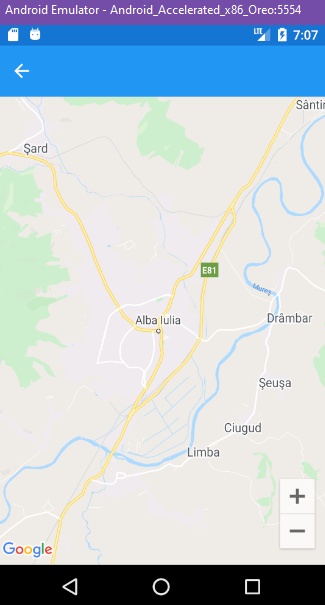 Android Emulator - Android_Accelerated_x86_Oreo:5554
LTE 7:07
Sântim
Șard
E81
Mureș
Alba Iulia
Drâmbar
Șeușa
Ciugud
Limba
+
−
Google